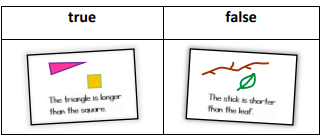 true false
The triangle is longer
than the square.
The stick is shorter
than the leaf.